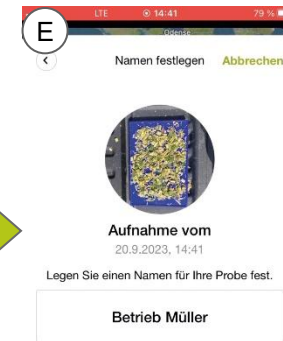 E
LTE 14:41 79 %
Odense
Namen festlegen Abbrechen
Aufnahme vom
20.9.2023, 14:41
Legen Sie einen Namen für Ihre Probe fest.
Betrieb Müller